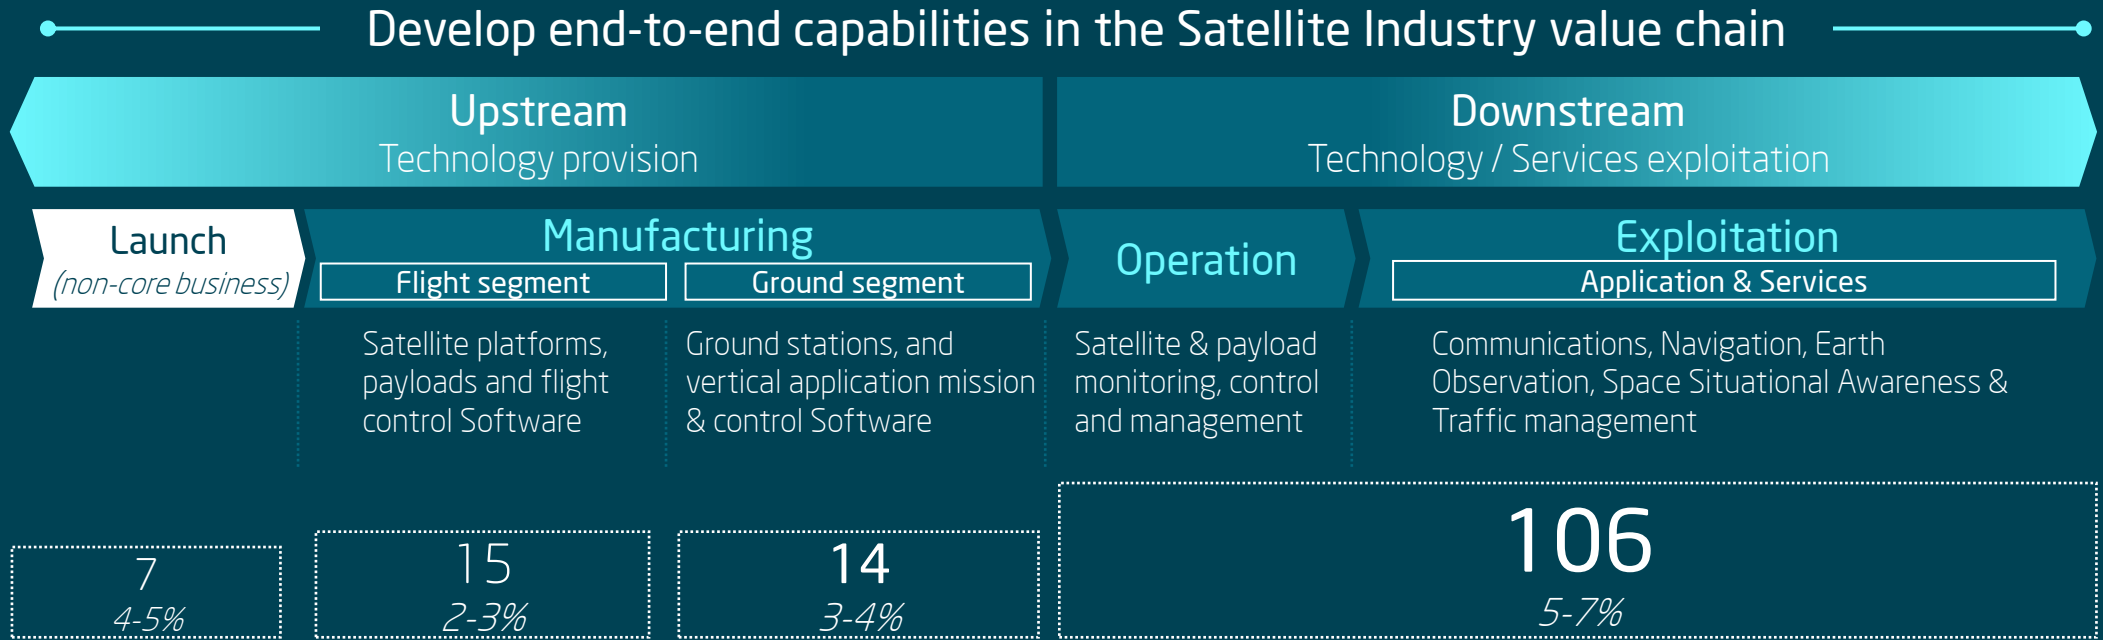 Develop end-to-end capabilities in the Satellite Industry value chain
Upstream
Technology provision
Downstream
Technology / Services exploitation
Launch
(non-core business)
Manufacturing
Flight segment
Ground segment
Operation
Exploitation
Application & Services
Satellite platforms,
payloads and flight
control Software
Ground stations, and
vertical application mission
& control Software
Satellite & payload
monitoring, control
and management
Communications, Navigation, Earth
Observation, Space Situational Awareness &
Traffic management
7
4-5%
15
2-3%
14
3-4%
106
5-7%